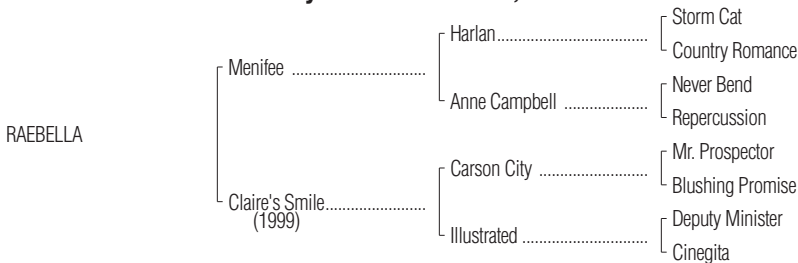 Storm Cat
Harlan
Country Romance
Menifee
Never Bend
Anne Campbell
Repercussion
RAEBELLA
Mr. Prospector
Carson City
Blushing Promise
Claire's Smile
(1999)
Deputy Minister
Illustrated
Cinegita